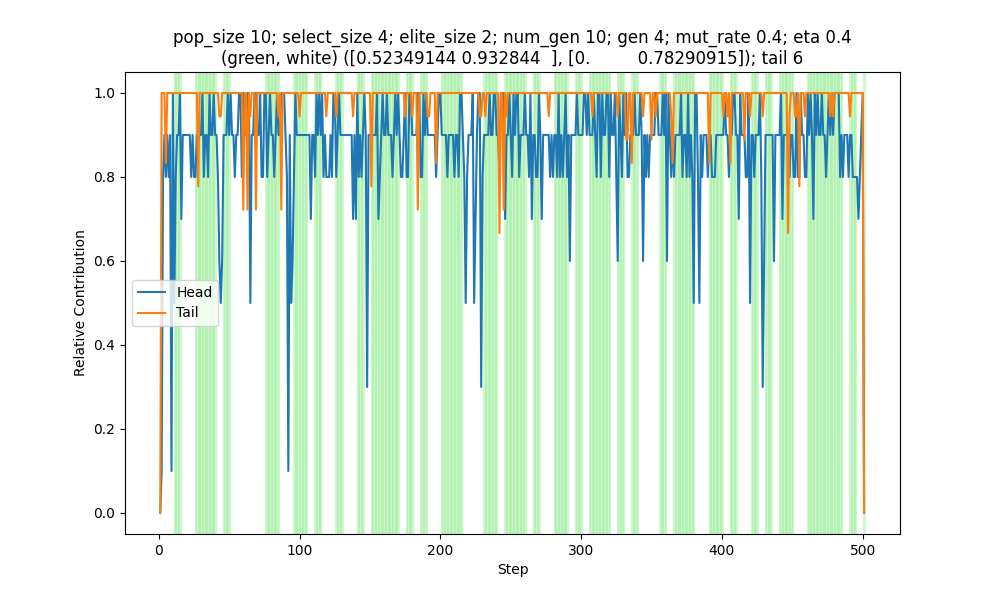 pop_size 10; select_size 4; elite_size 2; num_gen 10; gen 4; mut_rate 0.4; eta 0.4
(green, white) ([0.52349144 0.932844  ], [0.         0.78290915]); tail 6
1.0
0.8
0.6
0.4
0.2
0.0
Relative Contribution
Head
Tail
0
100
200
300
400
500
Step